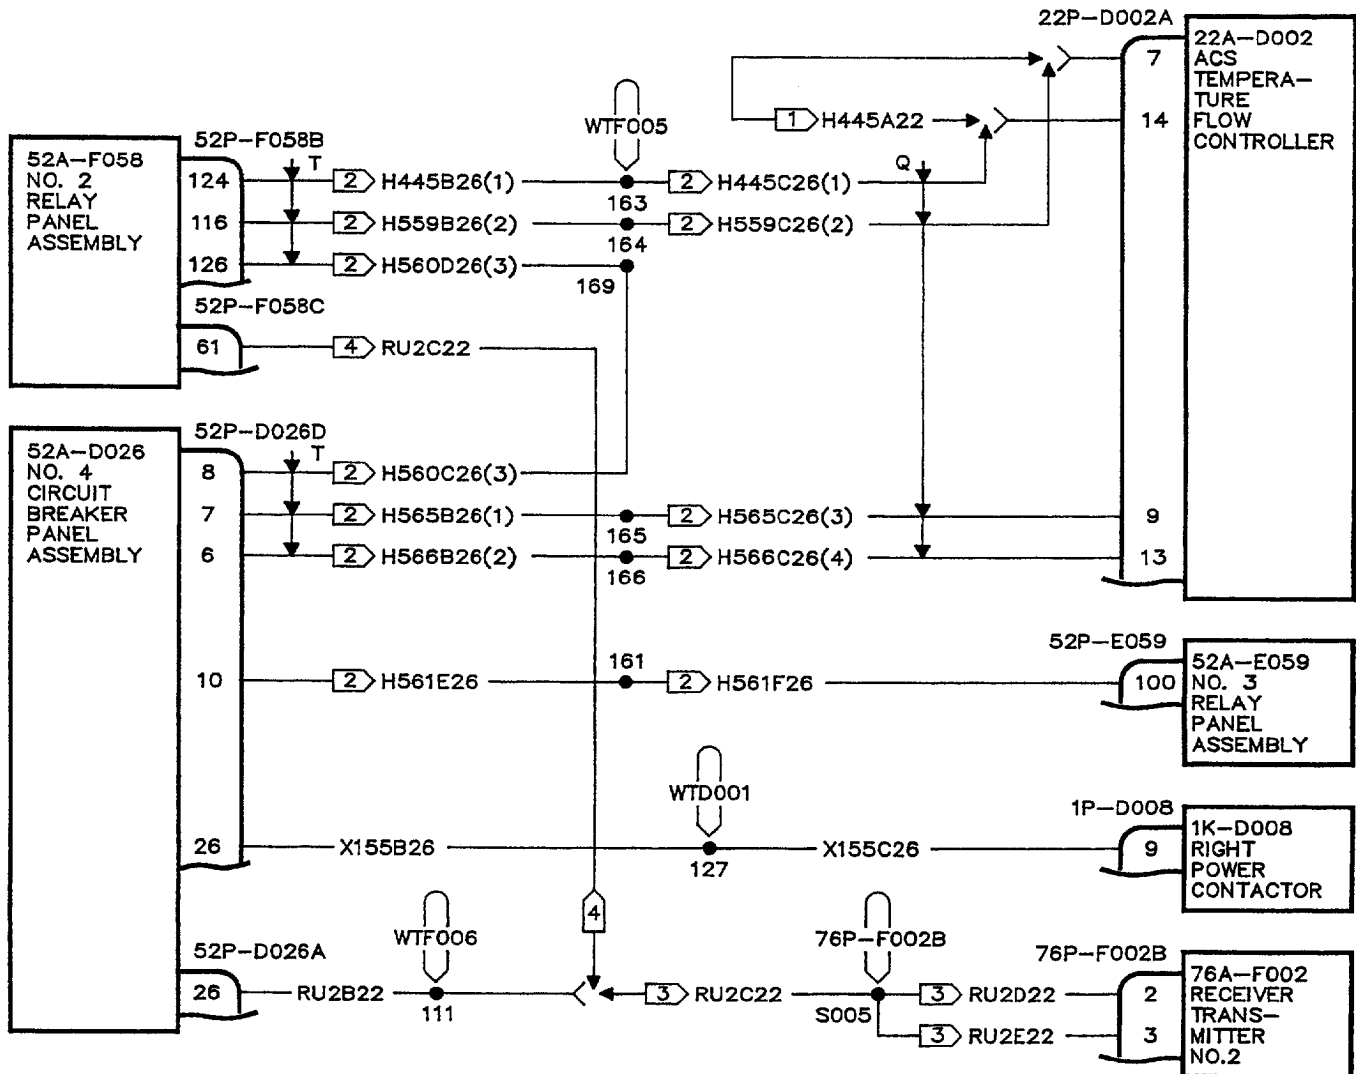 22P-D002A
22A-D002
ACS
TEMPERA-
TURE
FLOW
CONTROLLER
7
14
1 H445A22
WTF005
52P-F058B
52A-F058
NO. 2
RELAY
PANEL
ASSEMBLY
T
Q
124 2 H445B26(1) 163 2 H445C26(1)
116 2 H559B26(2) 164 2 H559C26(2)
126 2 H560D26(3) 169
52P-F058C
61 4 RU2C22
52P-D026D
52A-D026
NO. 4
CIRCUIT
BREAKER
PANEL
ASSEMBLY
T
8 2 H560C26(3)
7 2 H565B26(1) 165 2 H565C26(3) 9
6 2 H566B26(2) 166 2 H566C26(4) 13
52P-E059
52A-E059
NO. 3
RELAY
PANEL
ASSEMBLY
10 2 H561E26 161 2 H561F26 100
WTD001
1P-D008
1K-D008
RIGHT
POWER
CONTACTOR
26 X155B26 127 X155C26 9
4
WTF006
76P-F002B
52P-D026A
76P-F002B
76A-F002
RECEIVER
TRANS-
MITTER
NO.2
26 RU2B22 111 3 RU2C22 S005 3 RU2D22 2
3 RU2E22 3